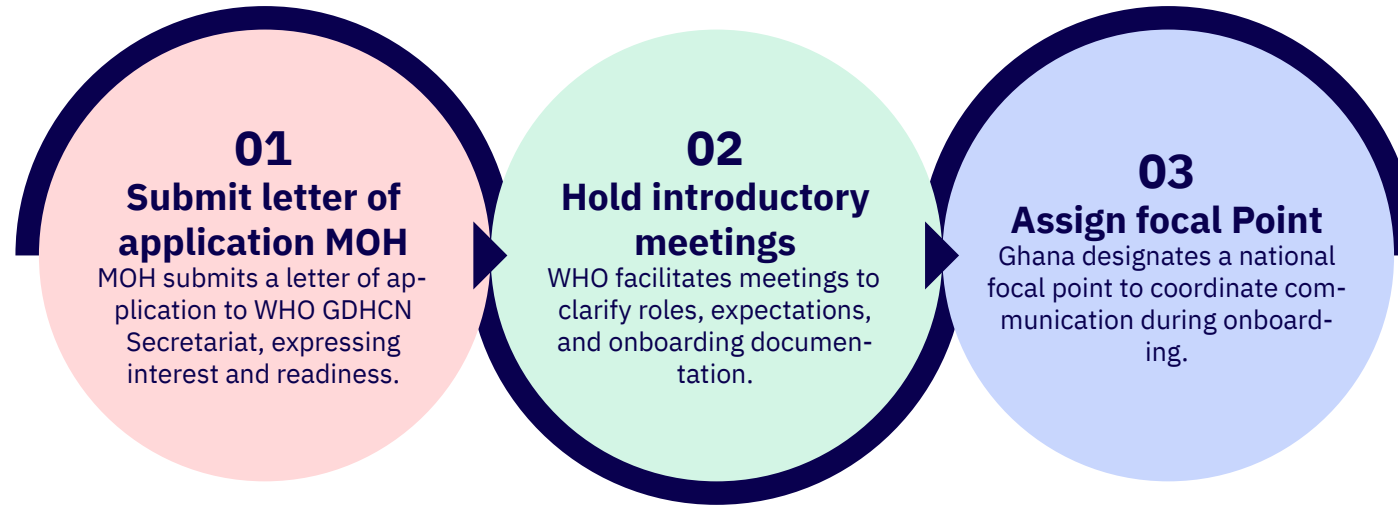 01
Submit letter of
application MOH
MOH submits a letter of ap-
plication to WHO GDHCN
Secretariat, expressing
interest and readiness.
02
Hold introductory
meetings
WHO facilitates meetings to
clarify roles, expectations,
and onboarding documen-
tation.
03
Assign focal Point
Ghana designates a national
focal point to coordinate com-
munication during onboard-
ing.